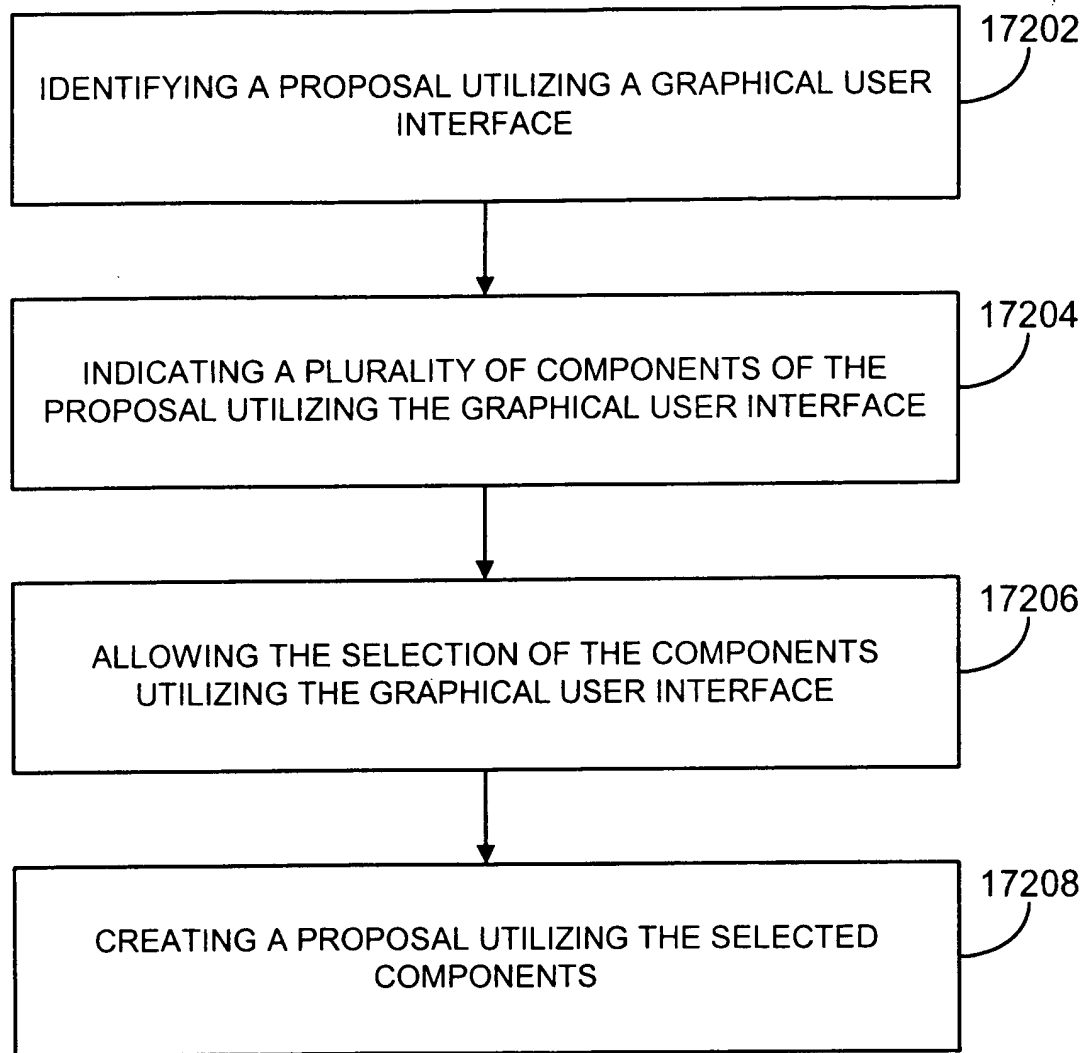 17202
IDENTIFYING A PROPOSAL UTILIZING A GRAPHICAL USER
INTERFACE
17204
INDICATING A PLURALITY OF COMPONENTS OF THE
PROPOSAL UTILIZING THE GRAPHICAL USER INTERFACE
17206
ALLOWING THE SELECTION OF THE COMPONENTS
UTILIZING THE GRAPHICAL USER INTERFACE
17208
CREATING A PROPOSAL UTILIZING THE SELECTED
COMPONENTS